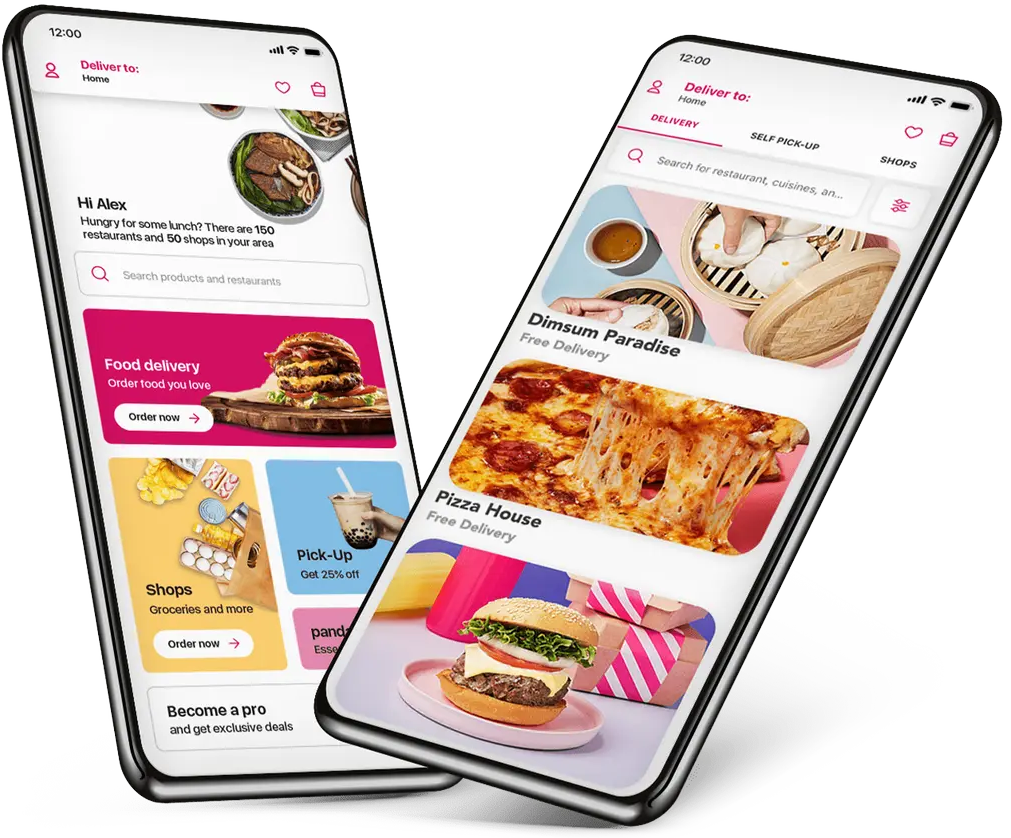 12:00
Deliver to:
Home
Hi Alex
Hungry for some lunch? There are 150
restaurants and 50 shops in your area
Search products and restaurants
Food delivery
Order food you love
Order now
Shops
Groceries and more
Order now
Pick-Up
Get 25% off
panda
Esse
Become a pro
and get exclusive deals
12:00
Deliver to:
Home
DELIVERY
SELF PICK-UP
SHOPS
Search for restaurant, cuisines, an...
Dimsum Paradise
Free Delivery
Pizza House
Free Delivery